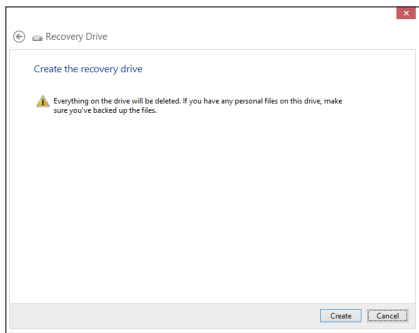 Recovery Drive
Create the recovery drive
Everything on the drive will be deleted. If you have any personal files on this drive, make
sure you've backed up the files.
Create Cancel